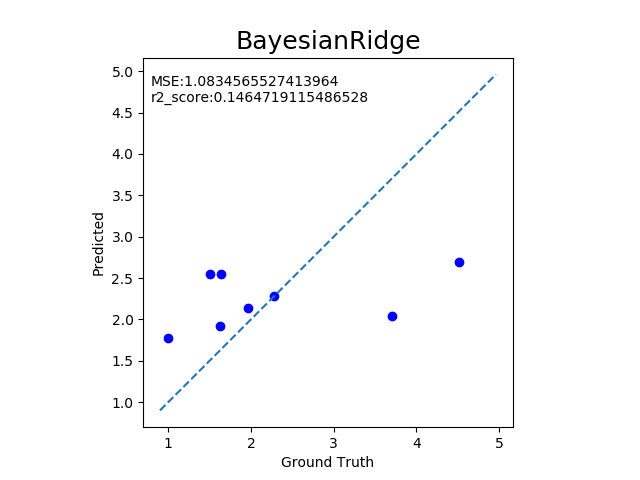 BayesianRidge
MSE:1.0834565527413964
r2_score:0.1464719115486528
5.0
4.5
4.0
3.5
3.0
2.5
2.0
1.5
1.0
Predicted
1 2 3 4 5
Ground Truth